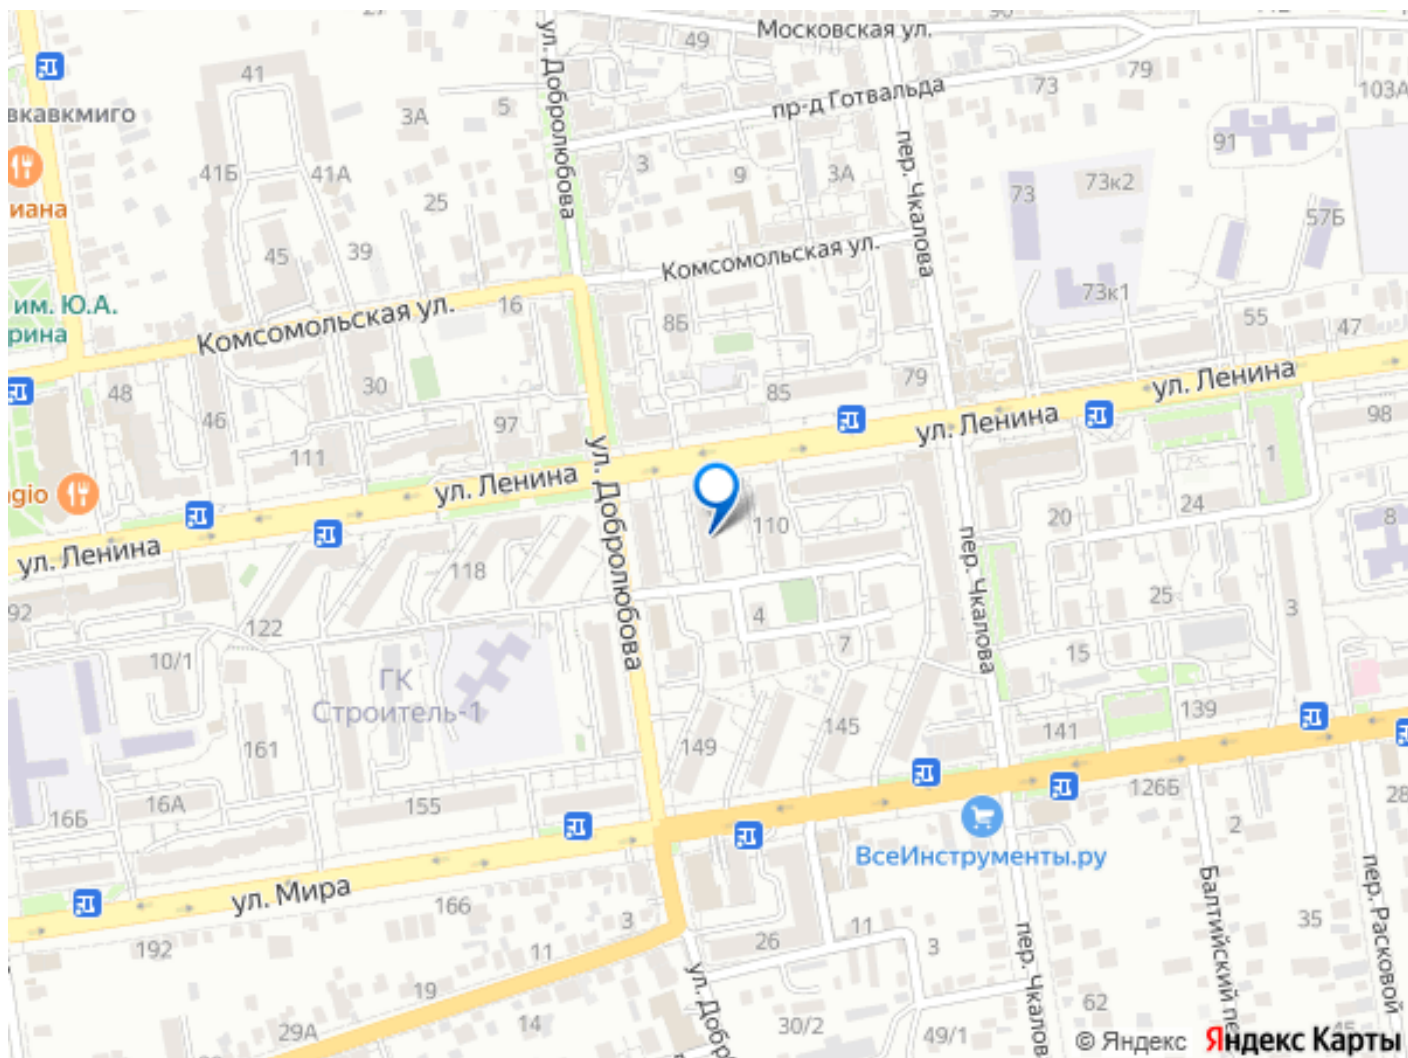 Московская ул.
49
41
79
73
103А
ул. Добролюбова
пр-д Готвальда
5
3А
вкавкмиго
91
пер. Чкалова
41Б
41А
3
9
3А
73
73к2
25
иана
57Б
39
45
Комсомольская ул.
им. Ю.А.
рина
16
73к1
Комсомольская ул.
8Б
55
47
48
30
85
79
ул. Ленина
46
97
98
ул. Ленина
111
1
gio
ул. Ленина
ул. Добролюбова
110
24
20
8
ул. Ленина
118
пер. Чкалова
25
92
122
4
3
7
10/1
15
ГК
Строитель-1
145
139
141
149
161
126Б
28
16А
155
16Б
2
ВсеИнструменты.ру
ул. Мира
166
3
11
35
192
11
26
3
пер. Чкалова
Балтийский пе
пер. Расковой
19
ул. Добр
62
29А
14
30/2
49/1
© Яндекс
Яндекс Карты